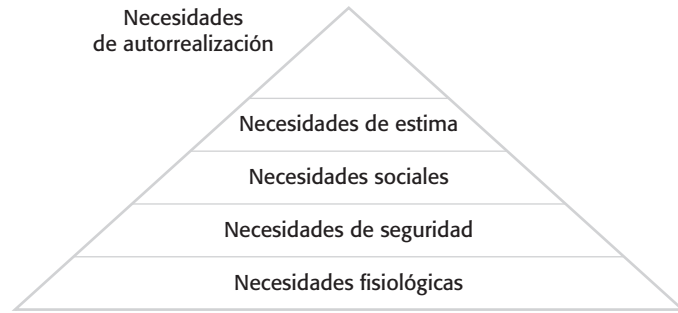 Necesidades
de autorrealización
Necesidades de estima
Necesidades sociales
Necesidades de seguridad
Necesidades fisiológicas